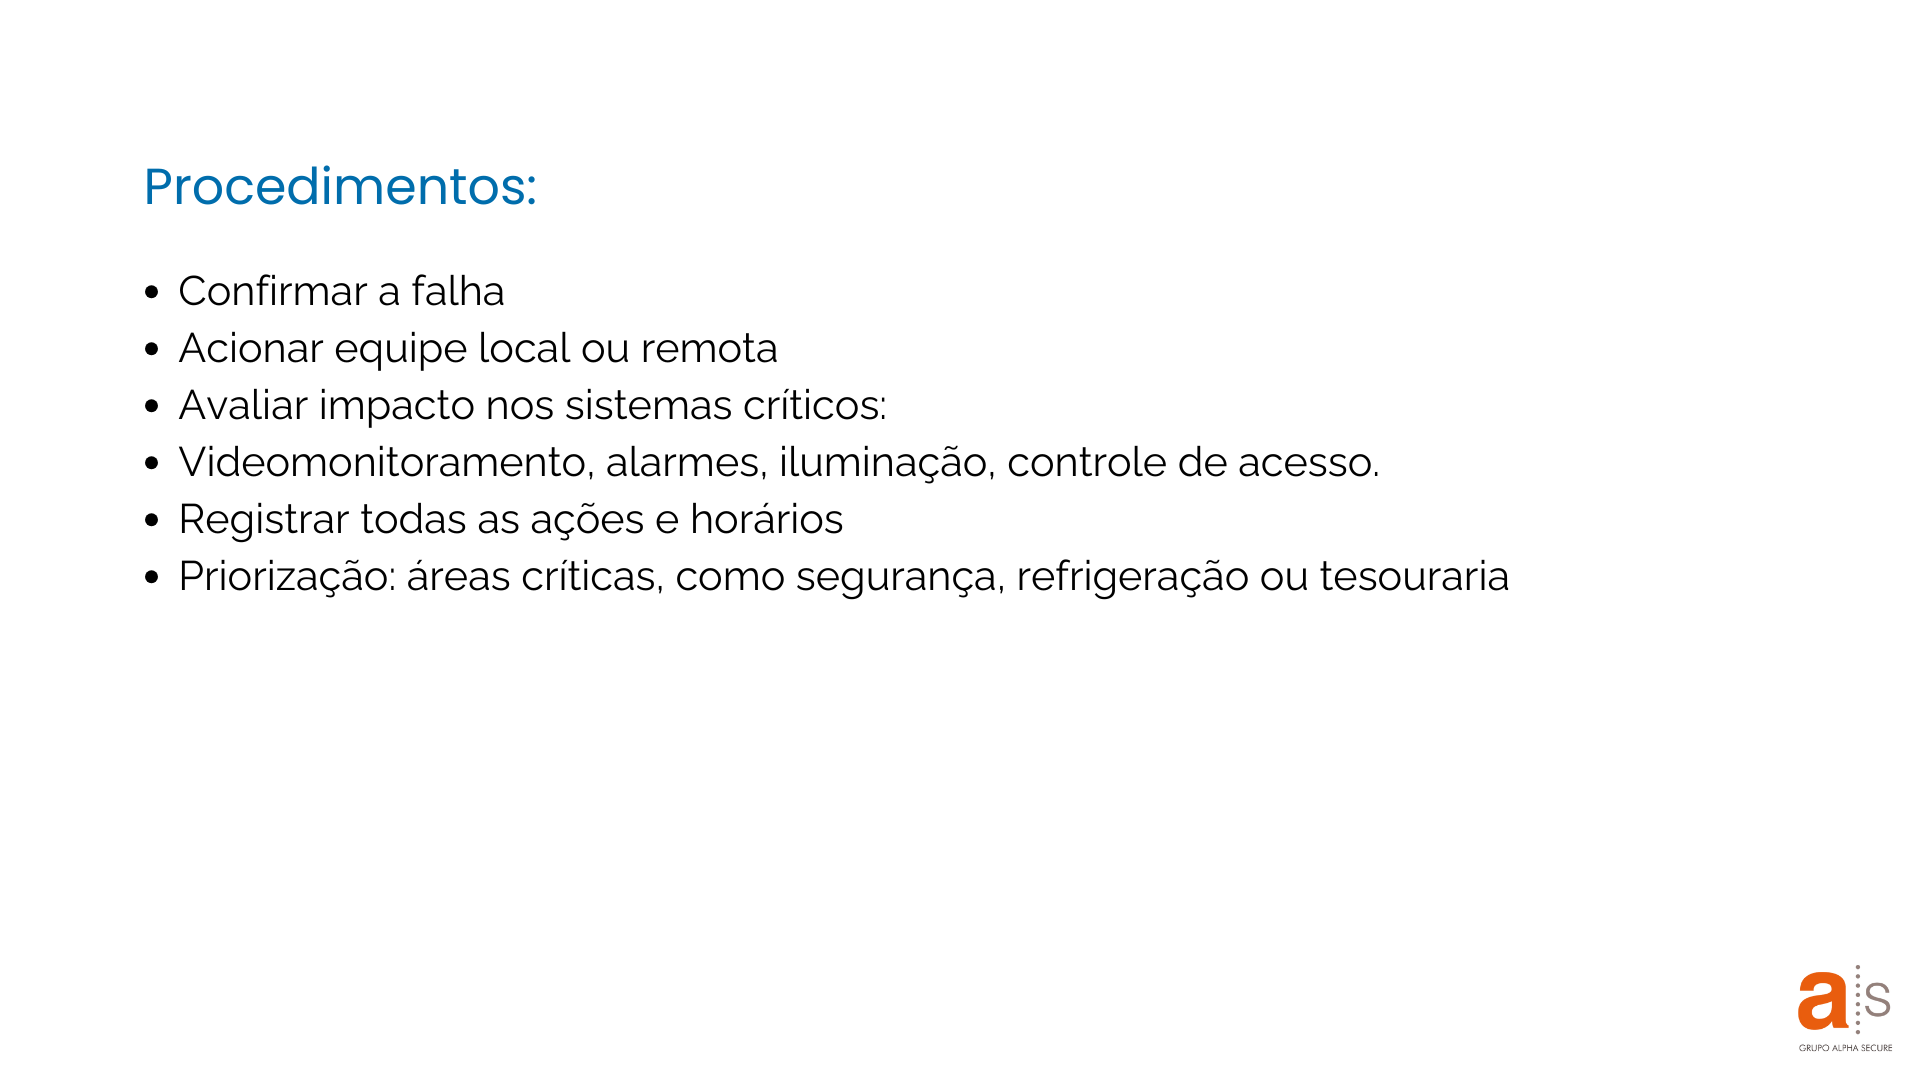 Procedimentos:
• Confirmar a falha
• Acionar equipe local ou remota
• Avaliar impacto nos sistemas críticos:
• Videomonitoramento, alarmes, iluminação, controle de acesso.
• Registrar todas as ações e horários
• Priorização: áreas críticas, como segurança, refrigeração ou tesouraria
a s
GRUPO ALPHA SECURE